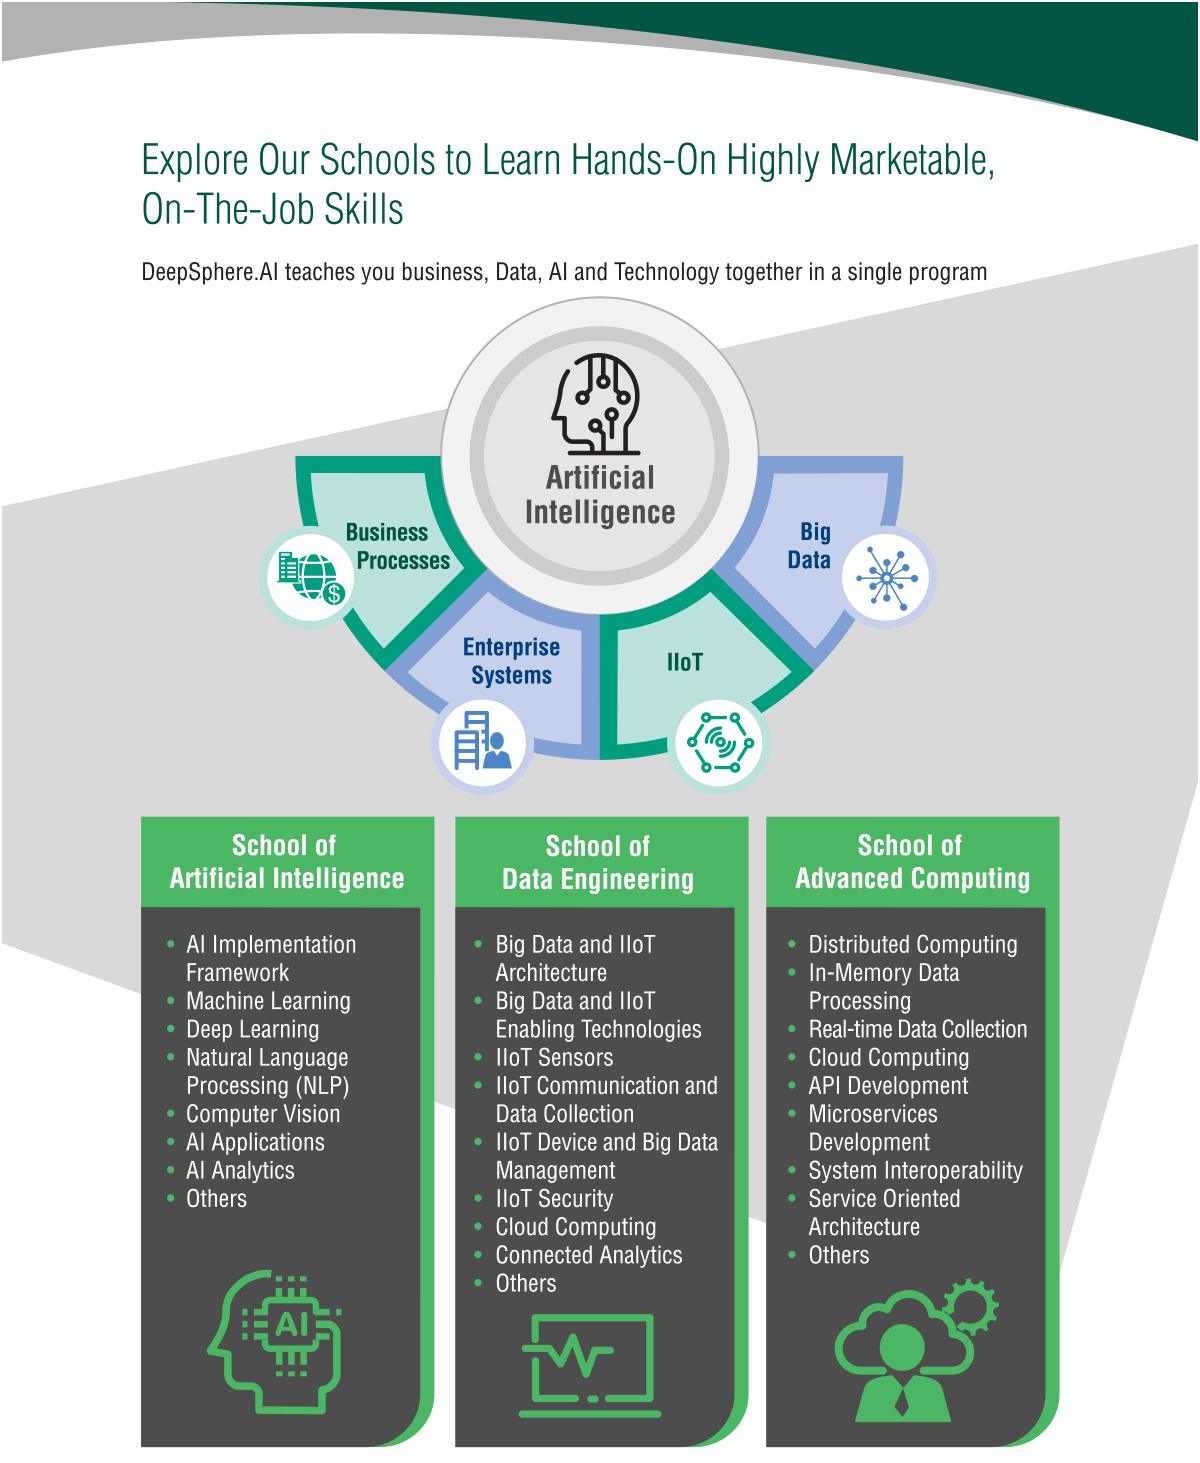 Explore Our Schools to Learn Hands-On Highly Marketable,
On-The-Job Skills
DeepSphere.AI teaches you business, Data, AI and Technology together in a single program
Artificial
Intelligence
Business
Processes
$
Enterprise
Systems
IIoT
Big
Data
School of
Artificial Intelligence
• AI Implementation
Framework
• Machine Learning
• Deep Learning
• Natural Language
Processing (NLP)
• Computer Vision
• AI Applications
• AI Analytics
• Others
AI
School of
Data Engineering
• Big Data and IIoT
Architecture
• Big Data and IIoT
Enabling Technologies
• IIoT Sensors
• IIoT Communication and
Data Collection
• IIoT Device and Big Data
Management
• IIoT Security
• Cloud Computing
• Connected Analytics
• Others
School of
Advanced Computing
• Distributed Computing
• In-Memory Data
Processing
• Real-time Data Collection
• Cloud Computing
• API Development
• Microservices
Development
• System Interoperability
• Service Oriented
Architecture
• Others